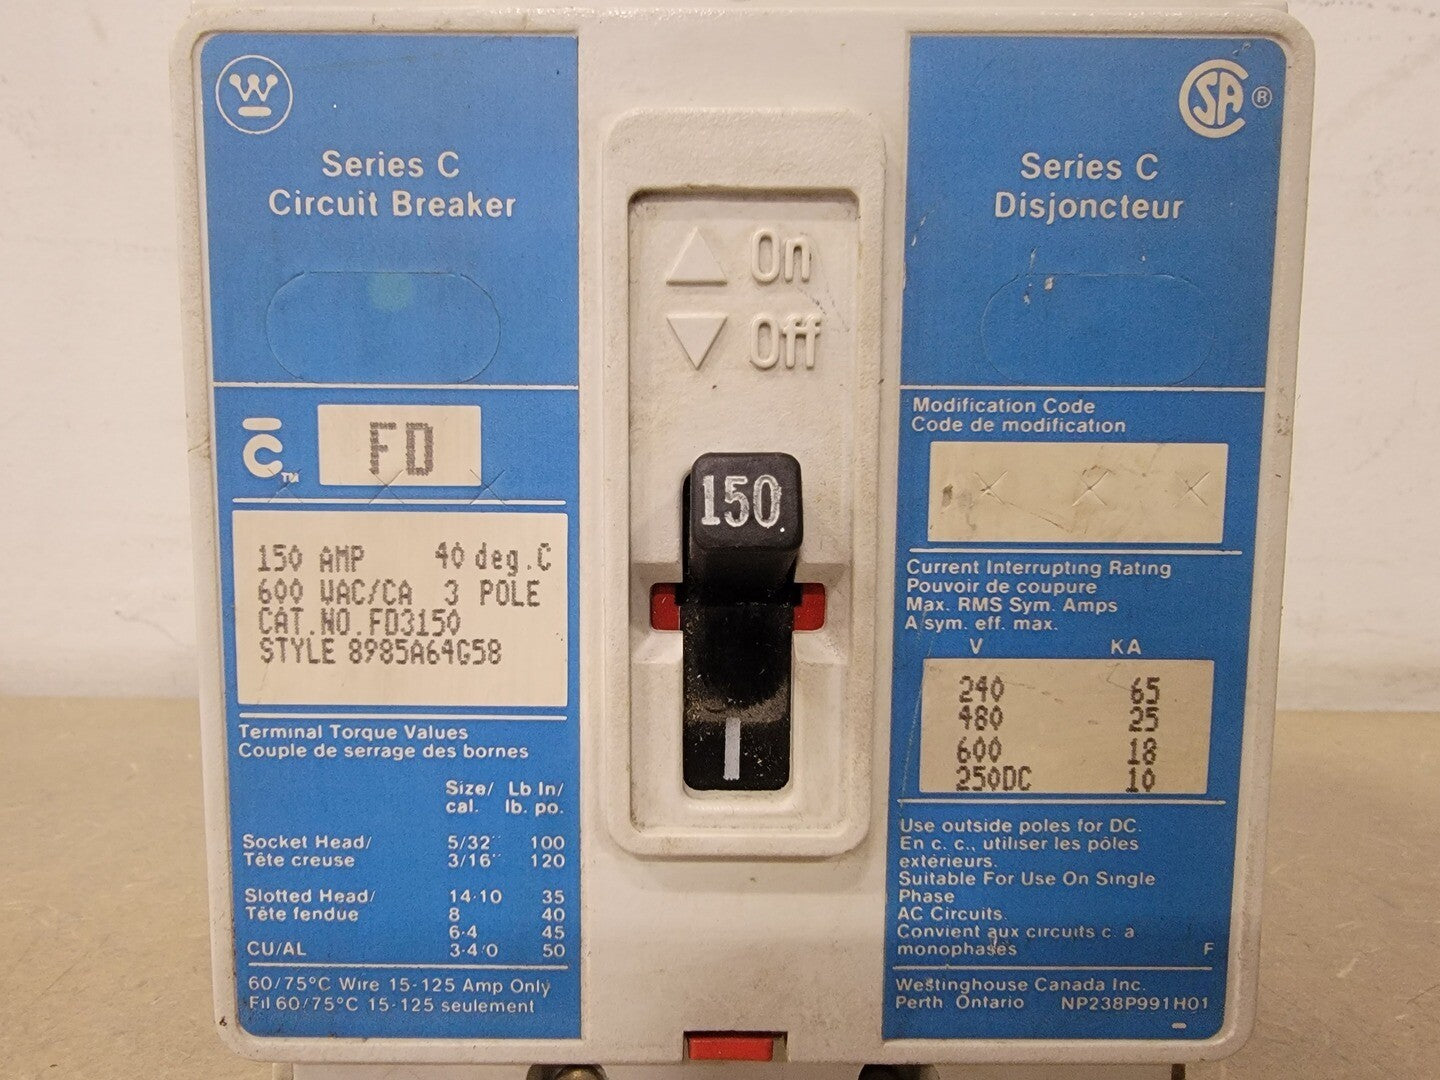 W
Series C
Circuit Breaker
C TM
FD
150 AMP 40 deg.C
600 VAC/CA 3 POLE
CAT.NO.FD3150
STYLE 8985A64G58
Terminal Torque Values
Couple de serrage des bornes
Size/ Lb In/
cal. lb. po.
Socket Head/ 5/32" 100
Tête creuse 3/16" 120
Slotted Head/ 14-10 35
Tête fendue 8 40
6-4 45
CU/AL 3-4/0 50
60/75°C Wire 15-125 Amp Only
Fil 60/75°C 15-125 seulement
On
Off
150
CSA ®
Series C
Disjoncteur
Modification Code
Code de modification
Current Interrupting Rating
Pouvoir de coupure
Max. RMS Sym. Amps
A sym. eff. max.
V KA
240 65
480 25
600 18
250DC 10
Use outside poles for DC.
En c. c., utiliser les pôles
extérieurs.
Suitable For Use On Single
Phase
AC Circuits.
Convient aux circuits c. a.
monophasés F
Westinghouse Canada Inc.
Perth Ontario NP238P991H01